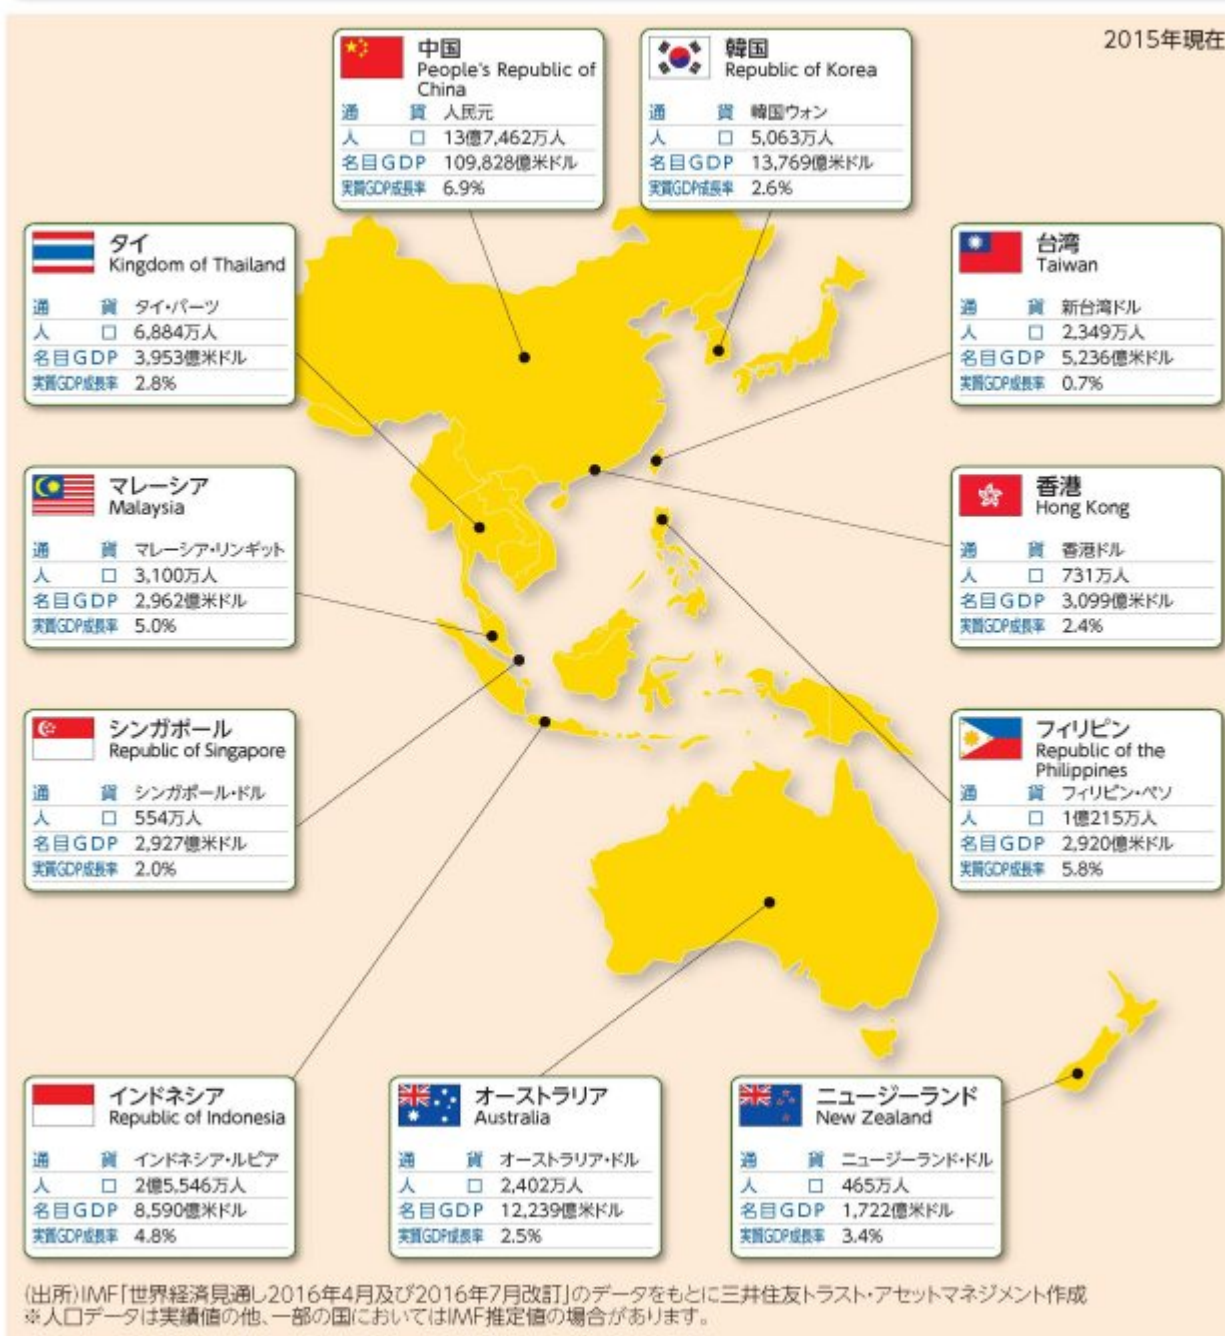 2015年現在
中国
People's Republic of
China
通貨 人民元
人口 13億7,462万人
名目GDP 109,828億米ドル
実質GDP成長率 6.9%
韓国
Republic of Korea
通貨 韓国ウォン
人口 5,063万人
名目GDP 13,769億米ドル
実質GDP成長率 2.6%
タイ
Kingdom of Thailand
通貨 タイ・バーツ
人口 6,884万人
名目GDP 3,953億米ドル
実質GDP成長率 2.8%
台湾
Taiwan
通貨 新台湾ドル
人口 2,349万人
名目GDP 5,236億米ドル
実質GDP成長率 0.7%
マレーシア
Malaysia
通貨 マレーシア・リンギット
人口 3,100万人
名目GDP 2,962億米ドル
実質GDP成長率 5.0%
香港
Hong Kong
通貨 香港ドル
人口 731万人
名目GDP 3,099億米ドル
実質GDP成長率 2.4%
シンガポール
Republic of Singapore
通貨 シンガポール・ドル
人口 554万人
名目GDP 2,927億米ドル
実質GDP成長率 2.0%
フィリピン
Republic of the
Philippines
通貨 フィリピン・ペソ
人口 1億215万人
名目GDP 2,920億米ドル
実質GDP成長率 5.8%
インドネシア
Republic of Indonesia
通貨 インドネシア・ルピア
人口 2億5,546万人
名目GDP 8,590億米ドル
実質GDP成長率 4.8%
オーストラリア
Australia
通貨 オーストラリア・ドル
人口 2,402万人
名目GDP 12,239億米ドル
実質GDP成長率 2.5%
ニュージーランド
New Zealand
通貨 ニュージーランド・ドル
人口 465万人
名目GDP 1,722億米ドル
実質GDP成長率 3.4%
(出所)IMF「世界経済見通し2016年4月及び2016年7月改訂」のデータをもとに三井住友トラスト・アセットマネジメント作成
※人口データは実績値の他、一部の国においてはIMF推定値の場合があります。